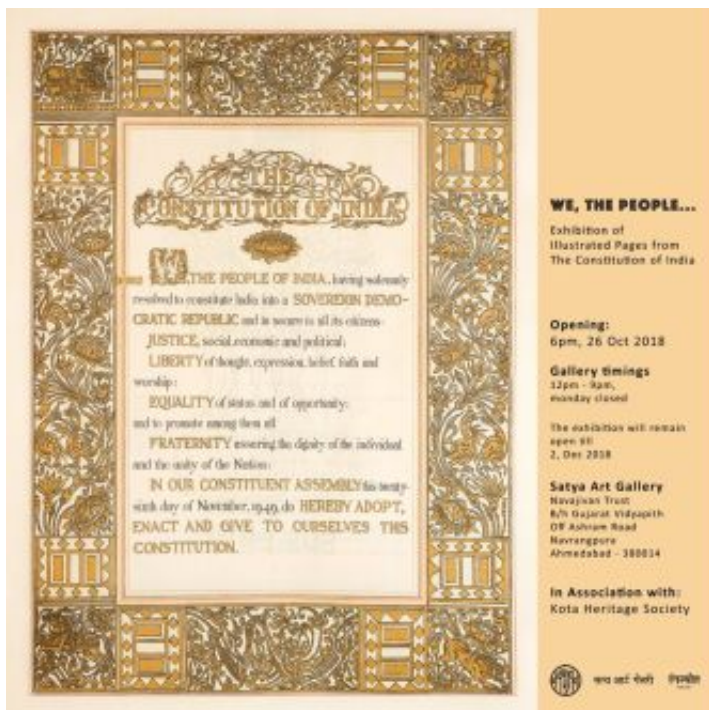 THE
CONSTITUTION OF INDIA
WE, THE PEOPLE OF INDIA, having solemnly
resolved to constitute India into a SOVEREIGN DEMO-
CRATIC REPUBLIC and to secure to all its citizens:
JUSTICE, social, economic and political;
LIBERTY of thought, expression, belief, faith and
worship;
EQUALITY of status and of opportunity;
and to promote among them all
FRATERNITY assuring the dignity of the individual
and the unity of the Nation;
IN OUR CONSTITUENT ASSEMBLY this twenty-
sixth day of November, 1949, do HEREBY ADOPT,
ENACT AND GIVE TO OURSELVES THIS
CONSTITUTION.
WE, THE PEOPLE...
Exhibition of
Illustrated Pages from
The Constitution of India
Opening:
6pm, 26 Oct 2018
Gallery timings
12pm - 9pm,
monday closed
The exhibition will remain
open till
2, Dec 2018
Satya Art Gallery
Navajivan Trust
B/h Gujarat Vidyapith
Off Ashram Road
Navrangpura
Ahmedabad - 380014
In Association with:
Kota Heritage Society